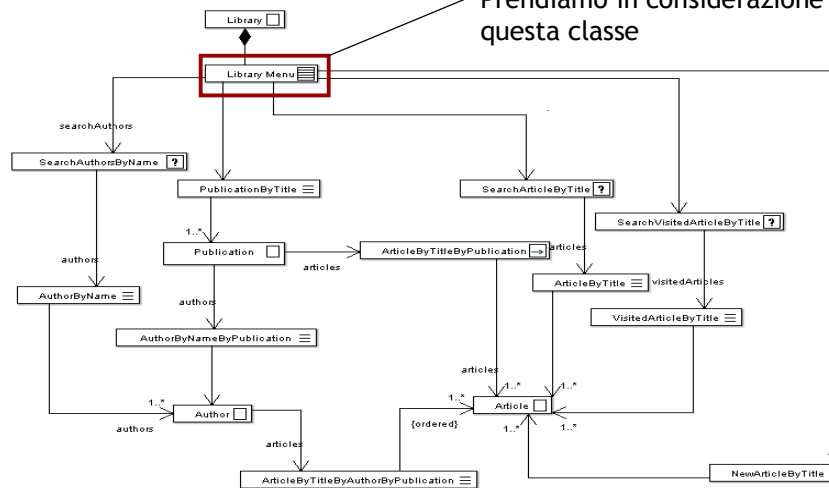 Prendiamo in considerazione
questa classe
Library
Library Menu
searchAuthors
SearchAuthorsByName ?
PublicationByTitle
SearchArticleByTitle ?
SearchVisitedArticleByTitle ?
1..*
Publication
ArticleByTitleByPublication
articles
articles
authors
authors
AuthorByName
ArticleByTitle
visitedArticles
VisitedArticleByTitle
AuthorByNameByPublication
articles
1..*
1..*
1..*
1..*
Author
authors
Article
{ordered}
1..*
1..*
articles
ArticleByTitleByAuthorByPublication
NewArticleByTitle